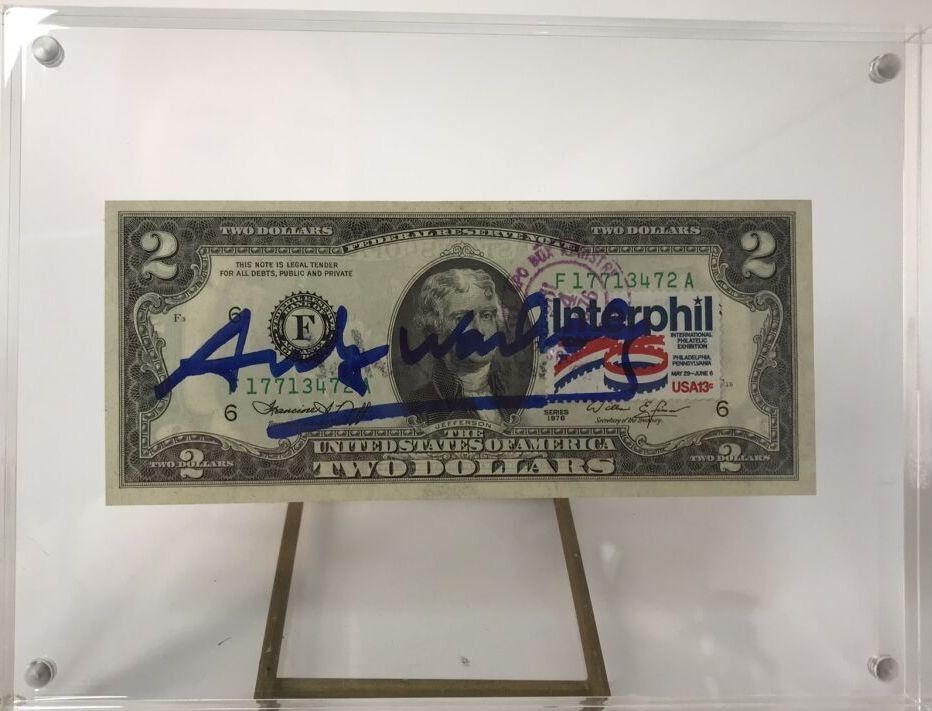 2 TWO DOLLARS FEDERAL RESERVE NOTE TWO DOLLARS 2
THIS NOTE IS LEGAL TENDER
FOR ALL DEBTS, PUBLIC AND PRIVATE
F 17713472 A
6
F
Interphil
INTERNATIONAL
PHILATELIC
EXHIBITION
PHILADELPHIA,
PENNSYLVANIA
MAY 29-JUNE 6
USA13c
Andy Warhol
F 17713472 A
6
SERIES
1976
Secretary of the Treasury.
6
JEFFERSON
THE
UNITED STATES OF AMERICA
TWO DOLLARS 2 TWO DOLLARS TWO DOLLARS 2